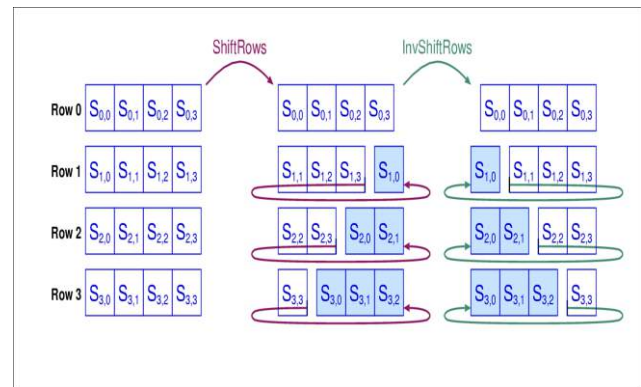 ShiftRows InvShiftRows
Row 0 S0,0 S0,1 S0,2 S0,3 S0,0 S0,1 S0,2 S0,3 S0,0 S0,1 S0,2 S0,3
Row 1 S1,0 S1,1 S1,2 S1,3 S1,1 S1,2 S1,3 S1,0 S1,0 S1,1 S1,2 S1,3
Row 2 S2,0 S2,1 S2,2 S2,3 S2,2 S2,3 S2,0 S2,1 S2,0 S2,1 S2,2 S2,3
Row 3 S3,0 S3,1 S3,2 S3,3 S3,3 S3,0 S3,1 S3,2 S3,0 S3,1 S3,2 S3,3